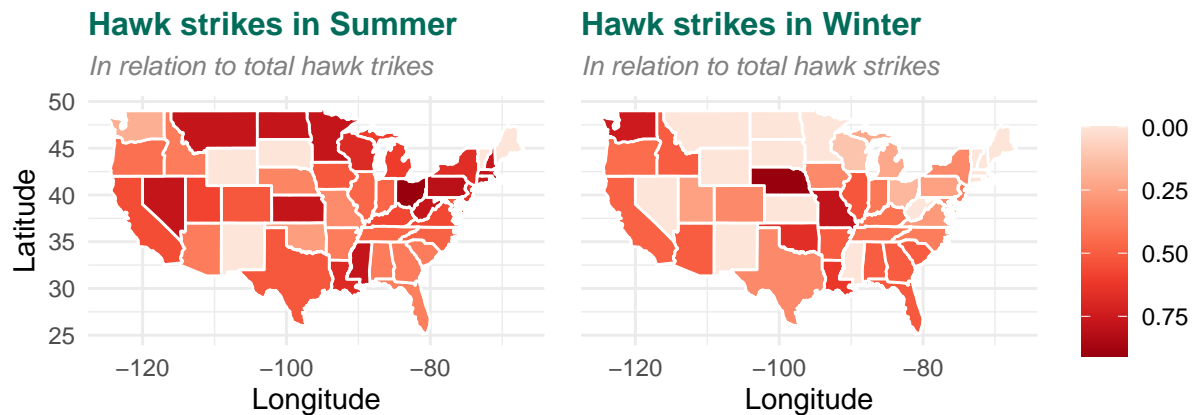 Hawk strikes in Summer
In relation to total hawk trikes
Hawk strikes in Winter
In relation to total hawk strikes
50
45
40
35
30
25
Latitude
−120
−100
−80
Longitude
−120
−100
−80
Longitude
0.00
0.25
0.50
0.75